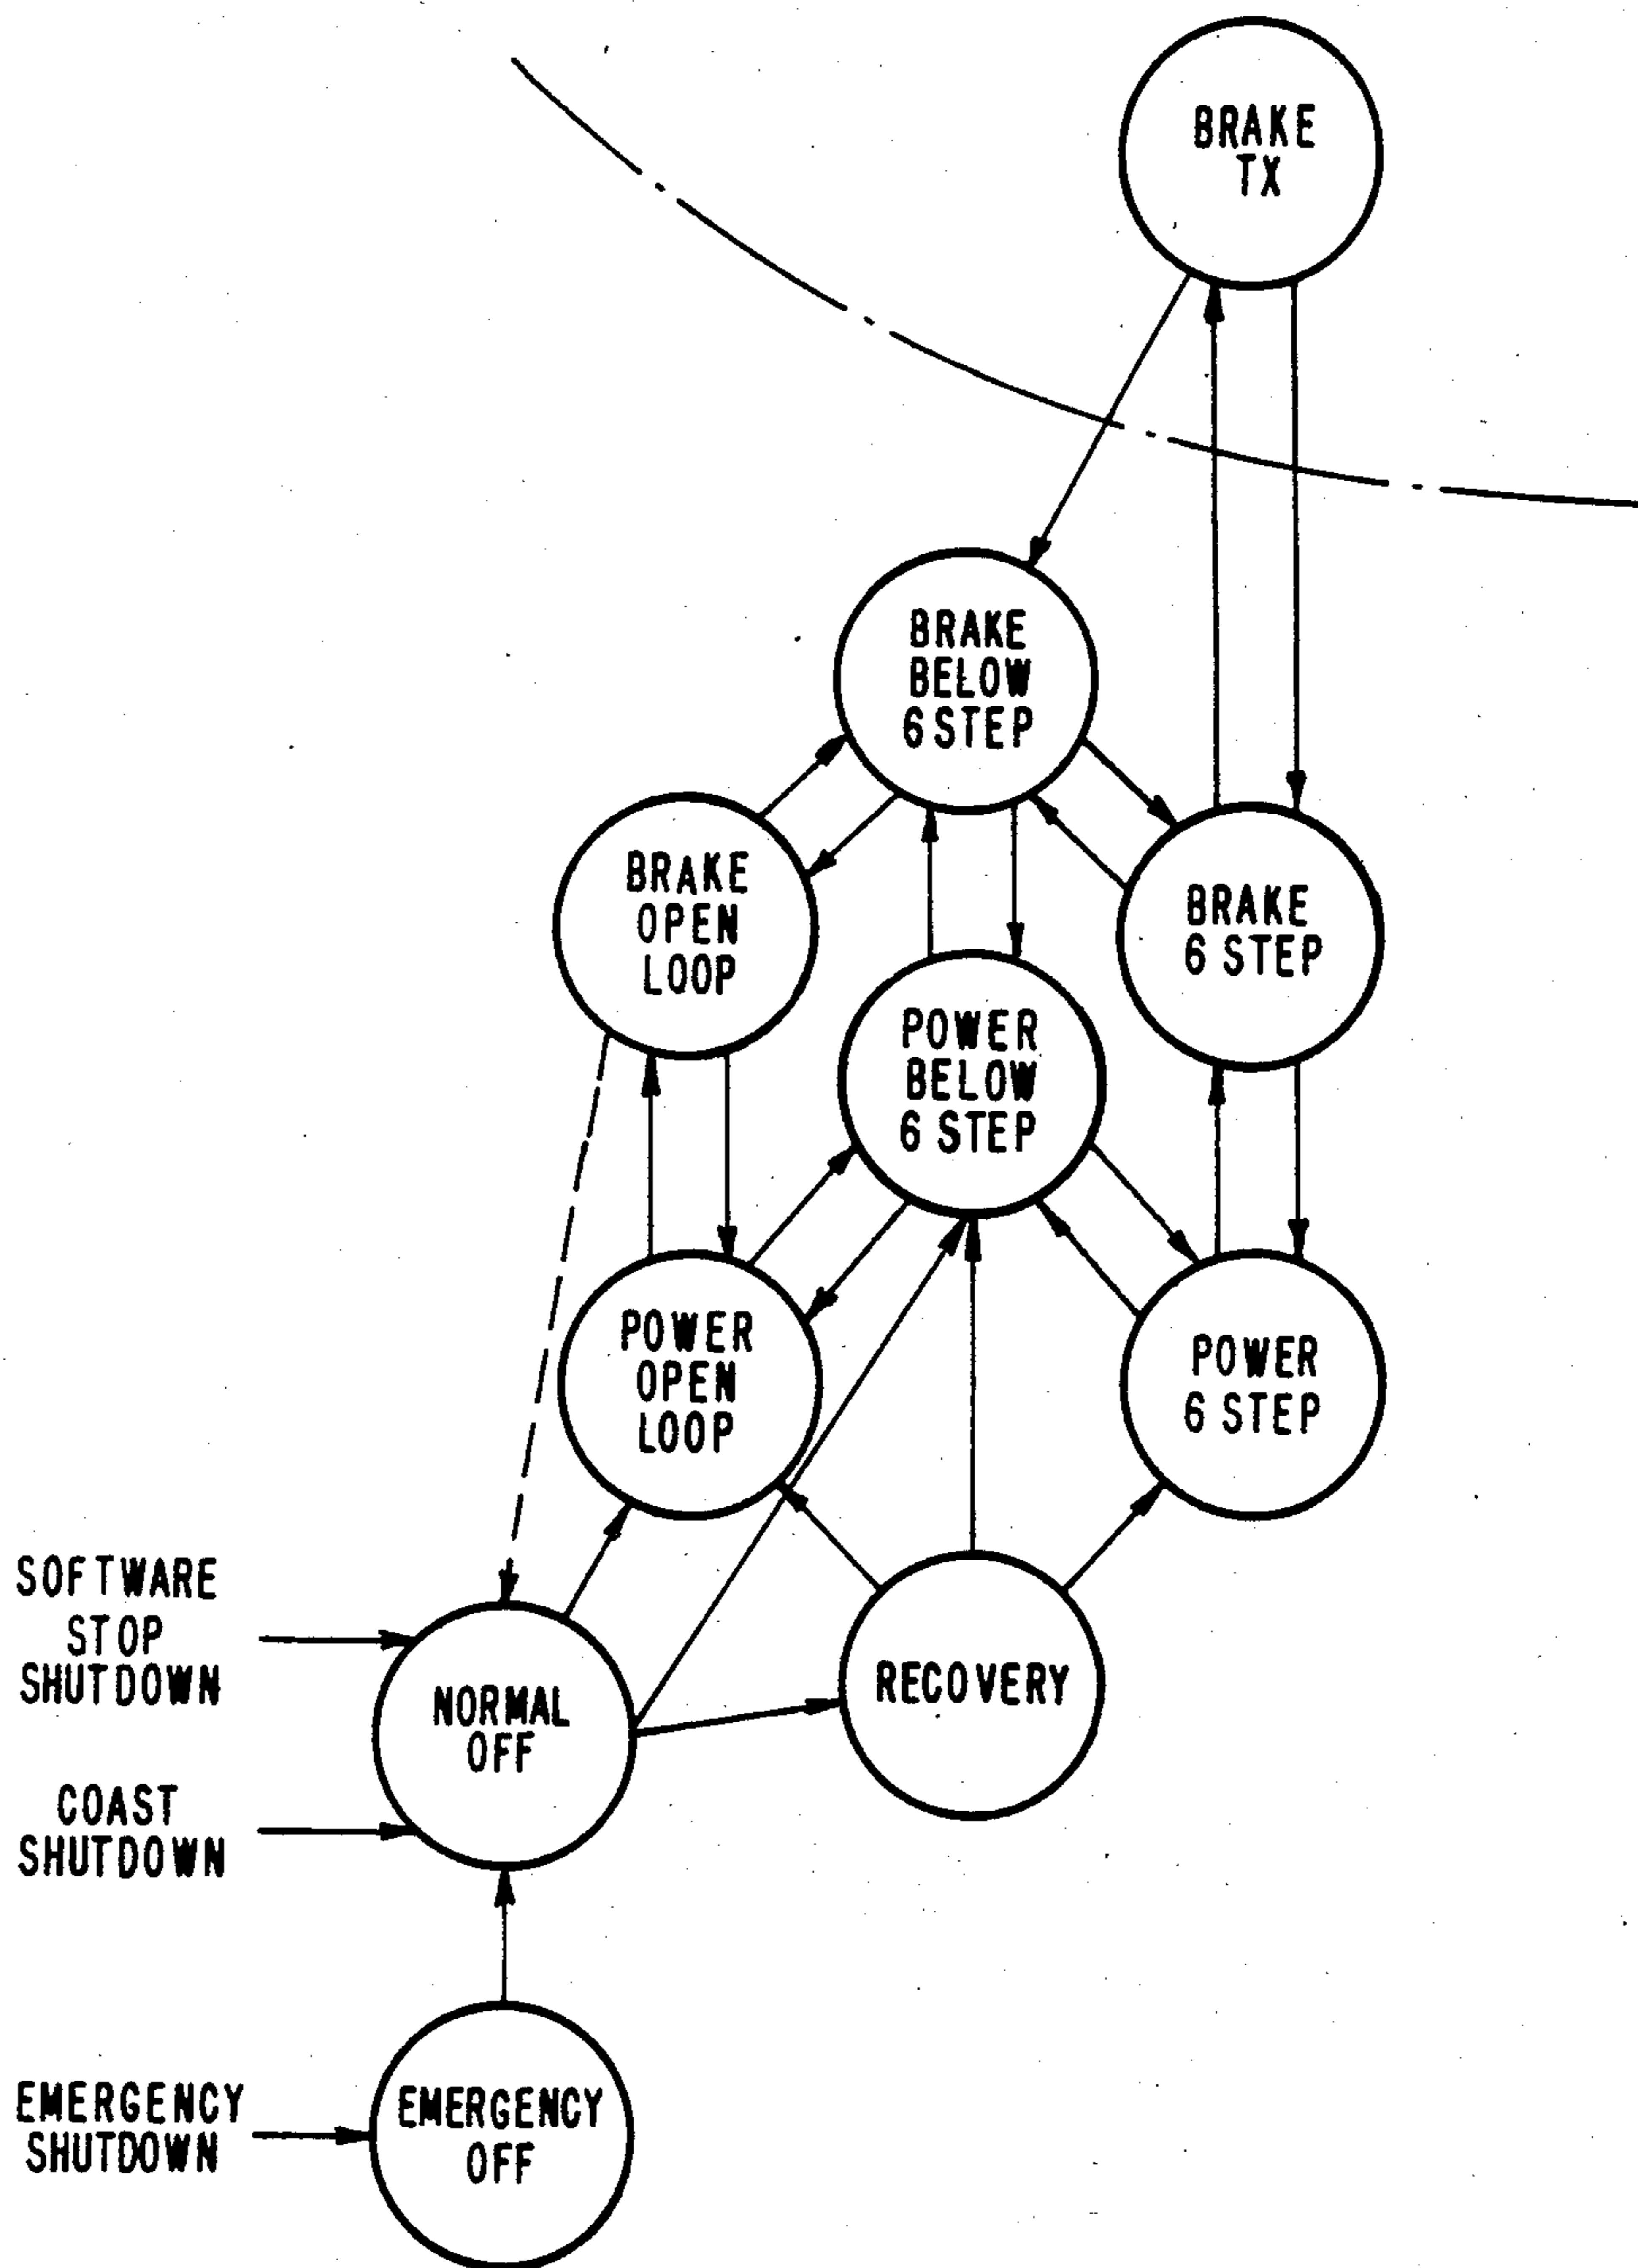 BRAKE
TX
BRAKE
BELOW
6 STEP
BRAKE
OPEN
LOOP
BRAKE
6 STEP
POWER
BELOW
6 STEP
POWER
OPEN
LOOP
POWER
6 STEP
SOFTWARE
STOP
SHUTDOWN
NORMAL
OFF
RECOVERY
COAST
SHUTDOWN
EMERGENCY
SHUTDOWN
EMERGENCY
OFF